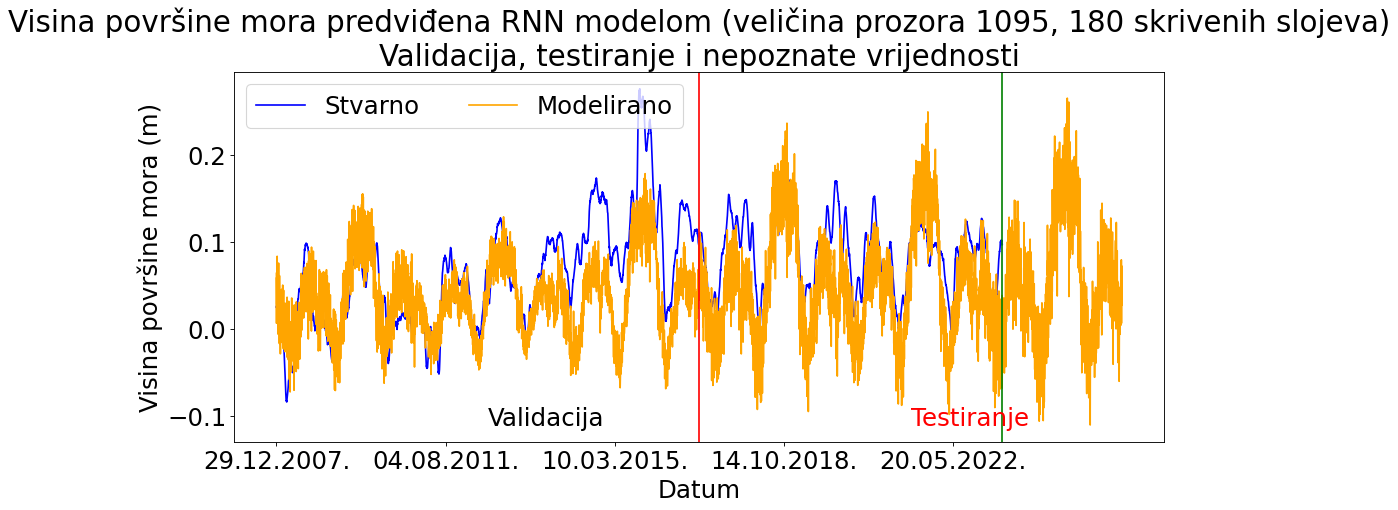 Visina površine mora predviđena RNN modelom (veličina prozora 1095, 180 skrivenih slojeva)
Validacija, testiranje i nepoznate vrijednosti
Stvarno
Modelirano
Visina površine mora (m)
0.2
0.1
0.0
−0.1
Validacija
Testiranje
29.12.2007.
04.08.2011.
10.03.2015.
14.10.2018.
20.05.2022.
Datum